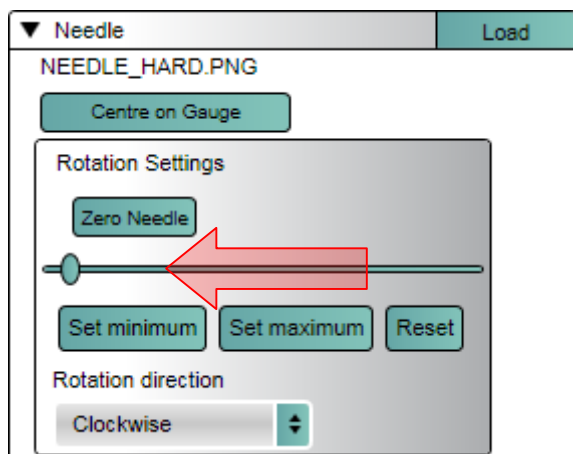 Needle Load
NEEDLE_HARD.PNG
Centre on Gauge
Rotation Settings
Zero Needle
Set minimum Set maximum Reset
Rotation direction
Clockwise